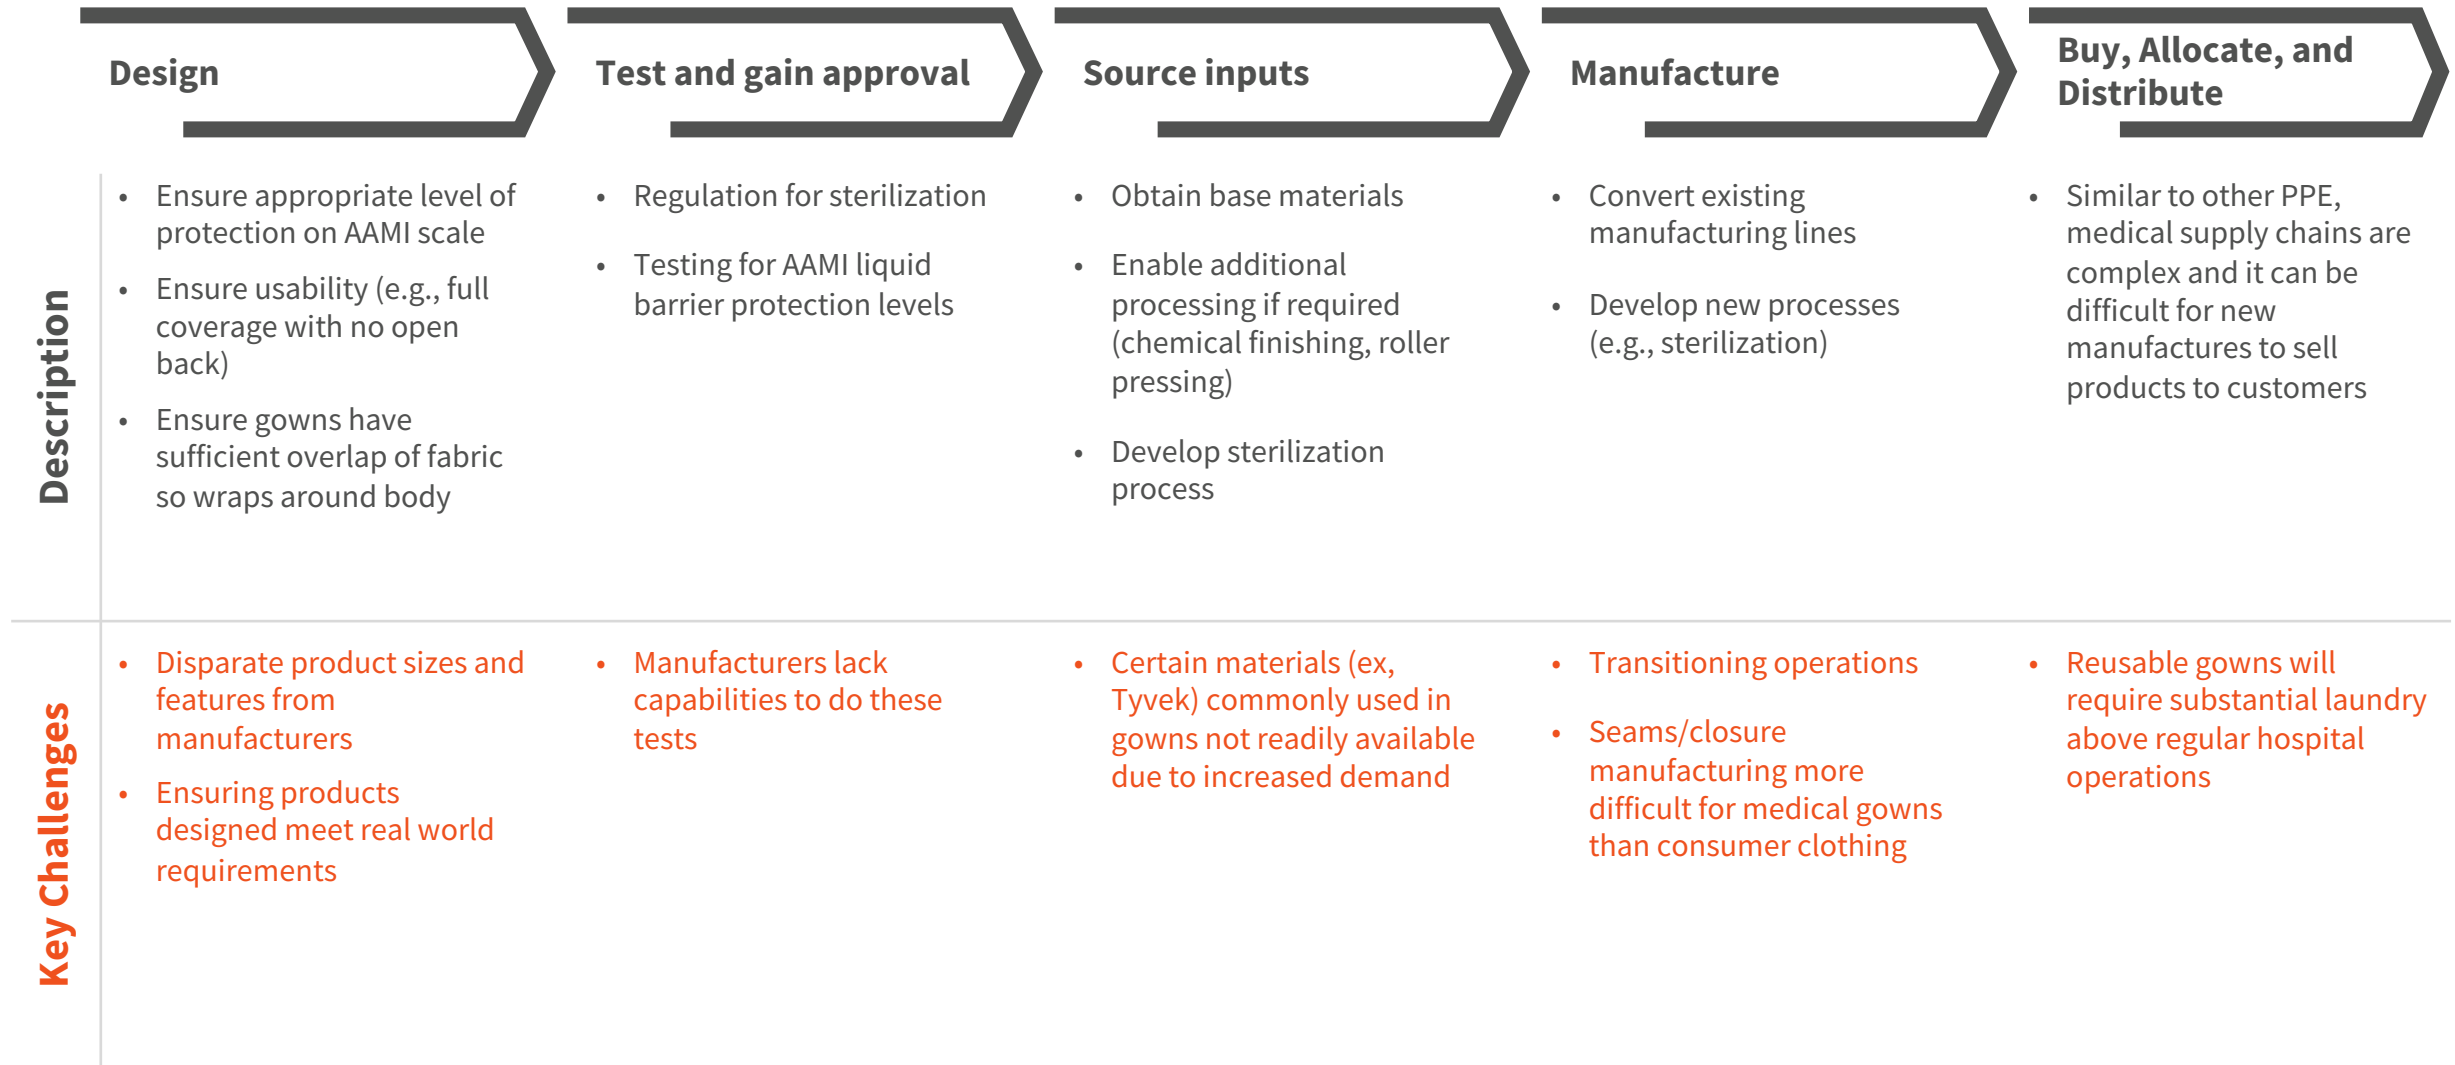 Design
Test and gain approval
Source inputs
Manufacture
Buy, Allocate, and
Distribute
Description
• Ensure appropriate level of
protection on AAMI scale
• Ensure usability (e.g., full
coverage with no open
back)
• Ensure gowns have
sufficient overlap of fabric
so wraps around body
• Regulation for sterilization
• Testing for AAMI liquid
barrier protection levels
• Obtain base materials
• Enable additional
processing if required
(chemical finishing, roller
pressing)
• Develop sterilization
process
• Convert existing
manufacturing lines
• Develop new processes
(e.g., sterilization)
• Similar to other PPE,
medical supply chains are
complex and it can be
difficult for new
manufactures to sell
products to customers
Key Challenges
• Disparate product sizes and
features from
manufacturers
• Ensuring products
designed meet real world
requirements
• Manufacturers lack
capabilities to do these
tests
• Certain materials (ex,
Tyvek) commonly used in
gowns not readily available
due to increased demand
• Transitioning operations
• Seams/closure
manufacturing more
difficult for medical gowns
than consumer clothing
• Reusable gowns will
require substantial laundry
above regular hospital
operations